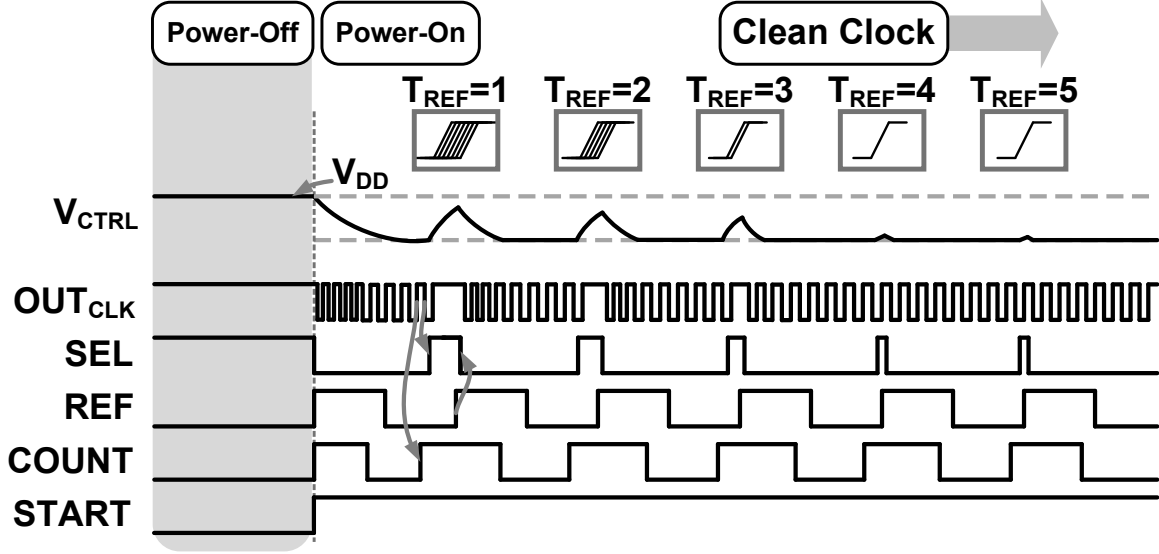 Power-Off Power-On Clean Clock
T_REF=1 T_REF=2 T_REF=3 T_REF=4 T_REF=5
V_DD
V_CTRL
OUT_CLK
SEL
REF
COUNT
START